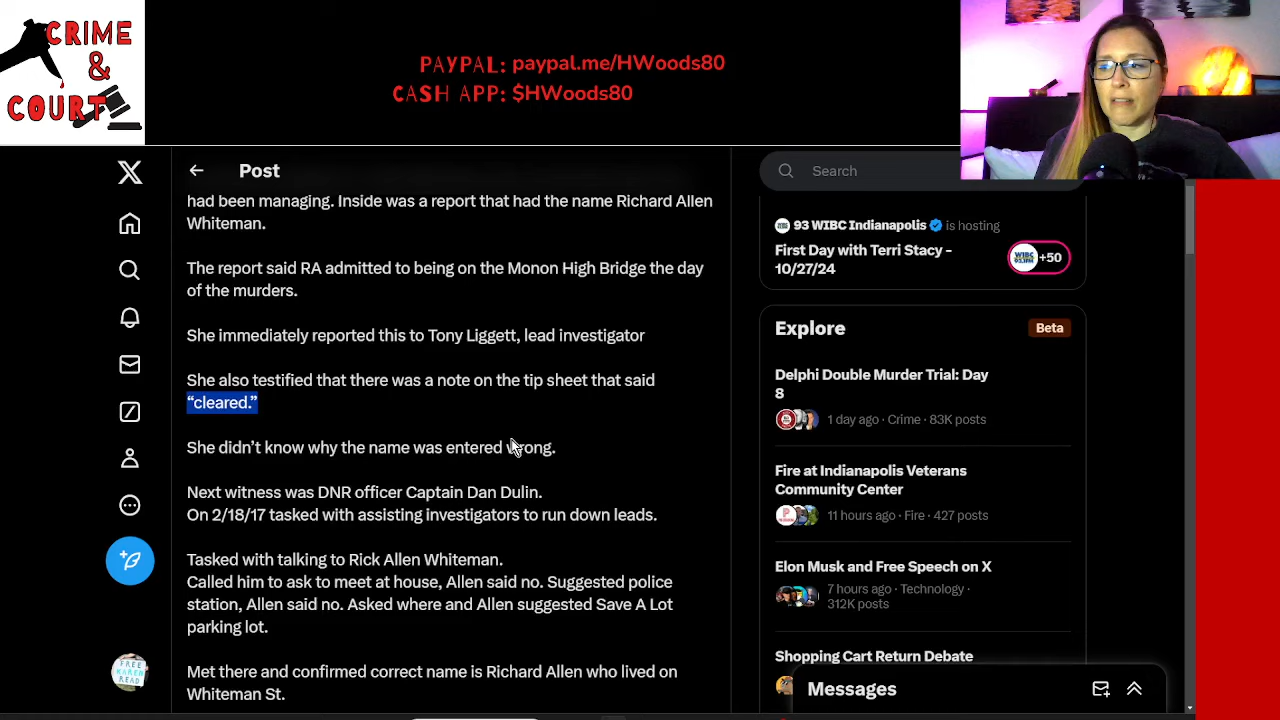 CRIME
&
COURT
PAYPAL: paypal.me/HWoods80
CASH APP: $HWoods80
Post
had been managing. Inside was a report that had the name Richard Allen
Whiteman.
The report said RA admitted to being on the Monon High Bridge the day
of the murders.
She immediately reported this to Tony Liggett, lead investigator
She also testified that there was a note on the tip sheet that said
“cleared.”
She didn’t know why the name was entered wrong.
Next witness was DNR officer Captain Dan Dulin.
On 2/18/17 tasked with assisting investigators to run down leads.
Tasked with talking to Rick Allen Whiteman.
Called him to ask to meet at house, Allen said no. Suggested police
station, Allen said no. Asked where and Allen suggested Save A Lot
parking lot.
Met there and confirmed correct name is Richard Allen who lived on
Whiteman St.
Search
93 WIBC Indianapolis is hosting
First Day with Terri Stacy -
10/27/24
+50
Explore
Beta
Delphi Double Murder Trial: Day
8
1 day ago · Crime · 83K posts
Fire at Indianapolis Veterans
Community Center
11 hours ago · Fire · 427 posts
Elon Musk and Free Speech on X
7 hours ago · Technology ·
312K posts
Shopping Cart Return Debate
Messages
FREE
KAREN
READ